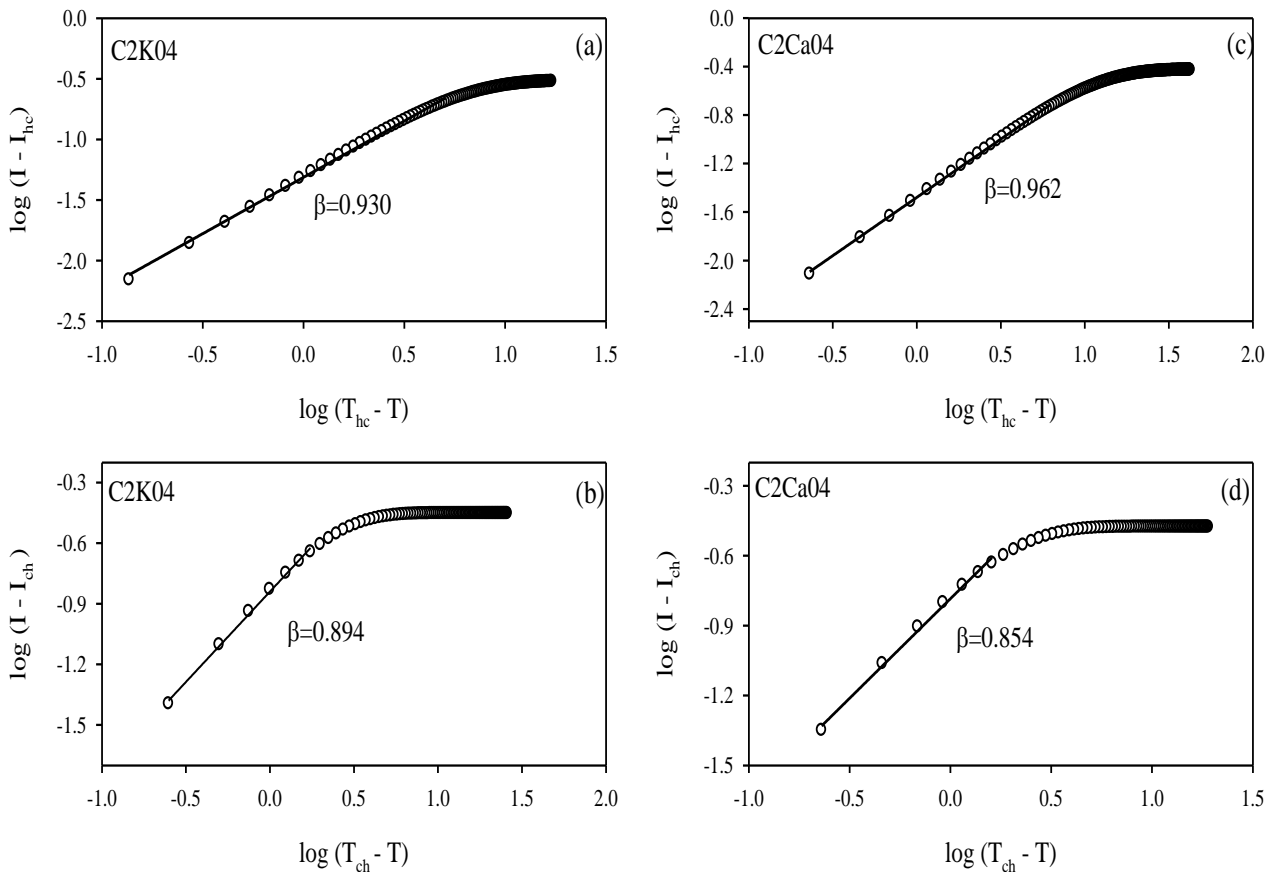 C2K04
(a)
0.0
-0.5
-1.0
-1.5
-2.0
-2.5
log (I - I_hc)
β=0.930
-1.0 -0.5 0.0 0.5 1.0 1.5
log (T_hc - T)
C2Ca04
(c)
0.0
-0.4
-0.8
-1.2
-1.6
-2.0
-2.4
log (I - I_hc)
β=0.962
-1.0 -0.5 0.0 0.5 1.0 1.5 2.0
log (T_hc - T)
C2K04
(b)
-0.3
-0.6
-0.9
-1.2
-1.5
log (I - I_ch)
β=0.894
-1.0 -0.5 0.0 0.5 1.0 1.5 2.0
log (T_ch - T)
C2Ca04
(d)
-0.3
-0.6
-0.9
-1.2
-1.5
log (I - I_ch)
β=0.854
-1.0 -0.5 0.0 0.5 1.0 1.5
log (T_ch - T)